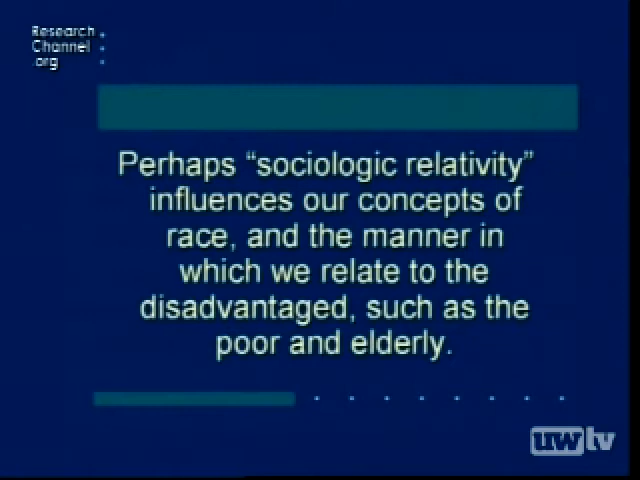 Research
Channel
.org
Perhaps “sociologic relativity”
influences our concepts of
race, and the manner in
which we relate to the
disadvantaged, such as the
poor and elderly.
uwtv